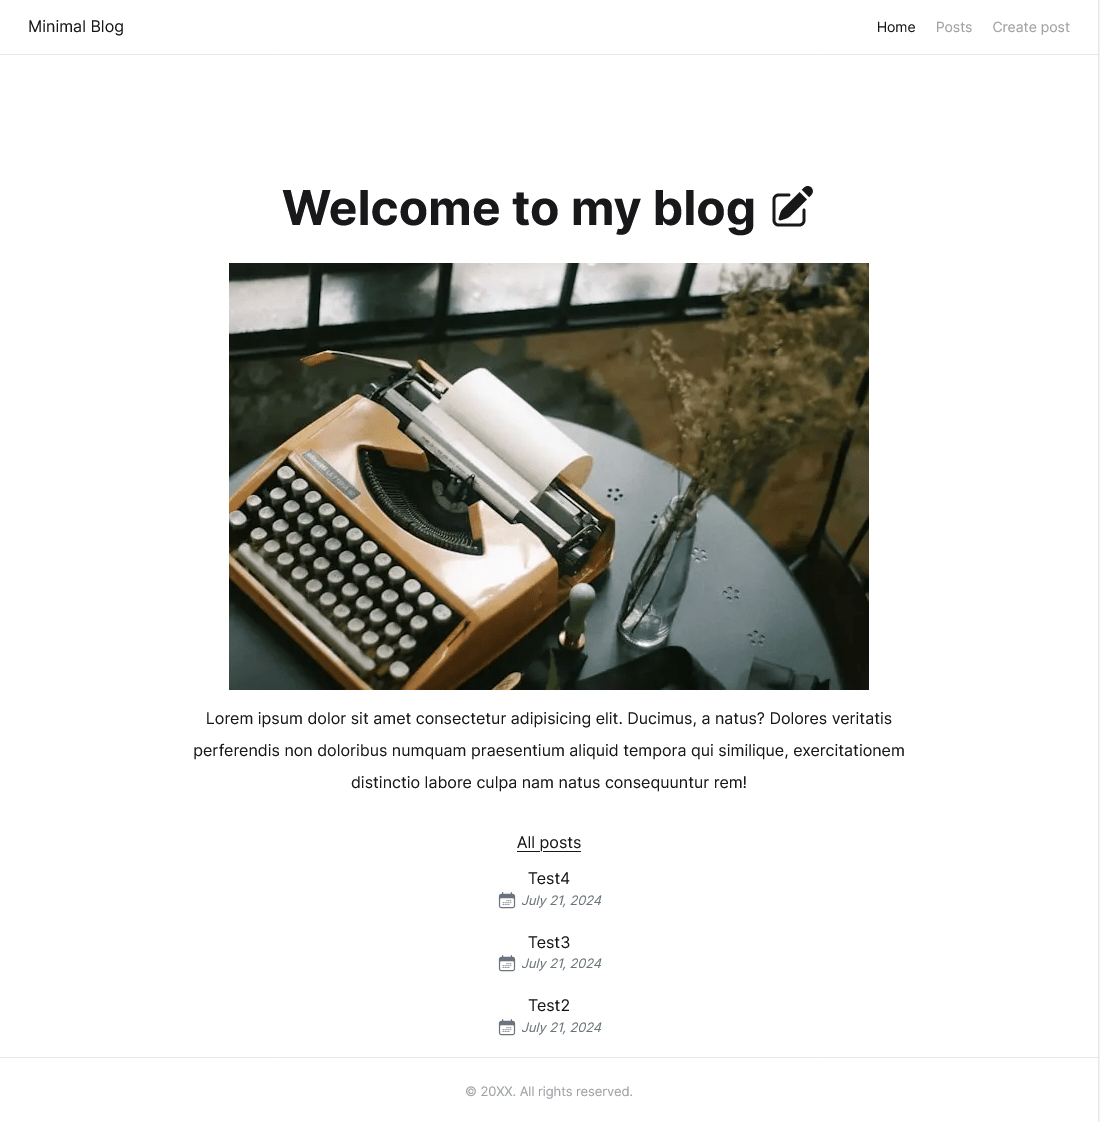 Minimal Blog
Home Posts Create post
Welcome to my blog
Lorem ipsum dolor sit amet consectetur adipisicing elit. Ducimus, a natus? Dolores veritatis
perferendis non doloribus numquam praesentium aliquid tempora qui similique, exercitationem
distinctio labore culpa nam natus consequuntur rem!
All posts
Test4
July 21, 2024
Test3
July 21, 2024
Test2
July 21, 2024
© 20XX. All rights reserved.